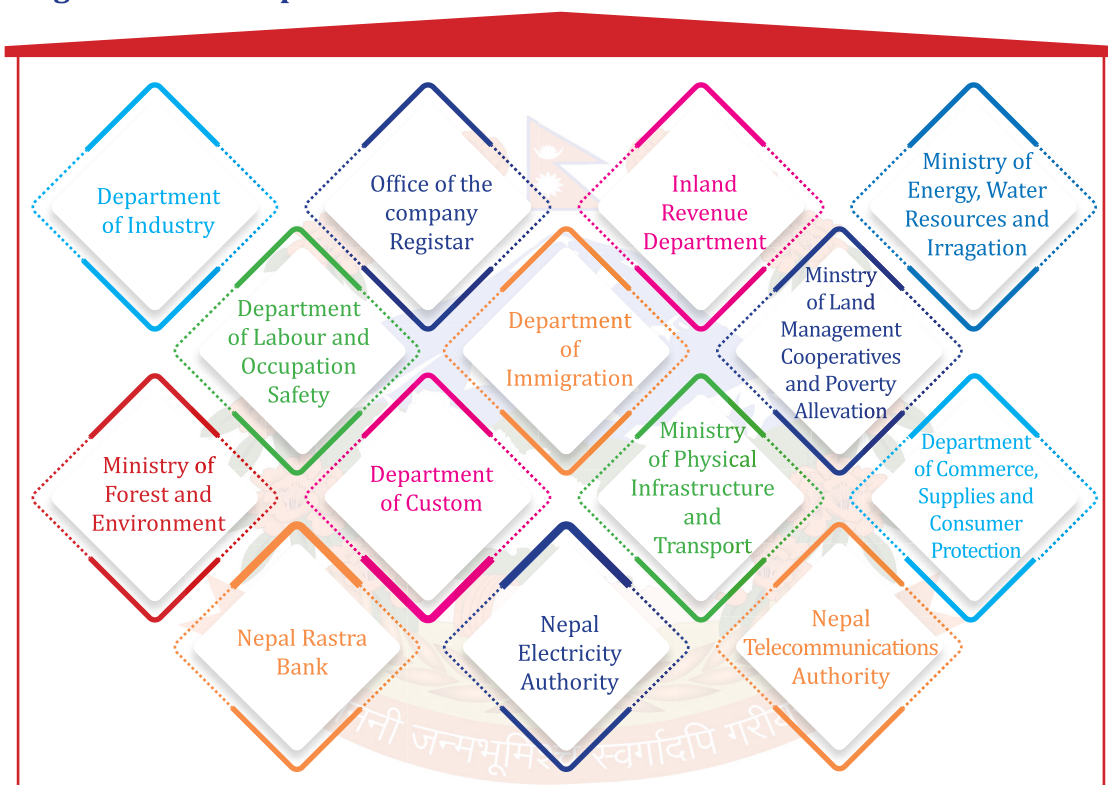 Department
of Industry
Office of the
company
Registar
Inland
Revenue
Department
Ministry of
Energy, Water
Resources and
Irragation
Department
of Labour and
Occupation
Safety
Department
of
Immigration
Minstry
of Land
Management
Cooperatives
and Poverty
Allevation
Ministry of
Forest and
Environment
Department
of Custom
Ministry
of Physical
Infrastructure
and
Transport
Department
of Commerce,
Supplies and
Consumer
Protection
Nepal Rastra
Bank
Nepal
Electricity
Authority
Nepal
Telecommunications
Authority